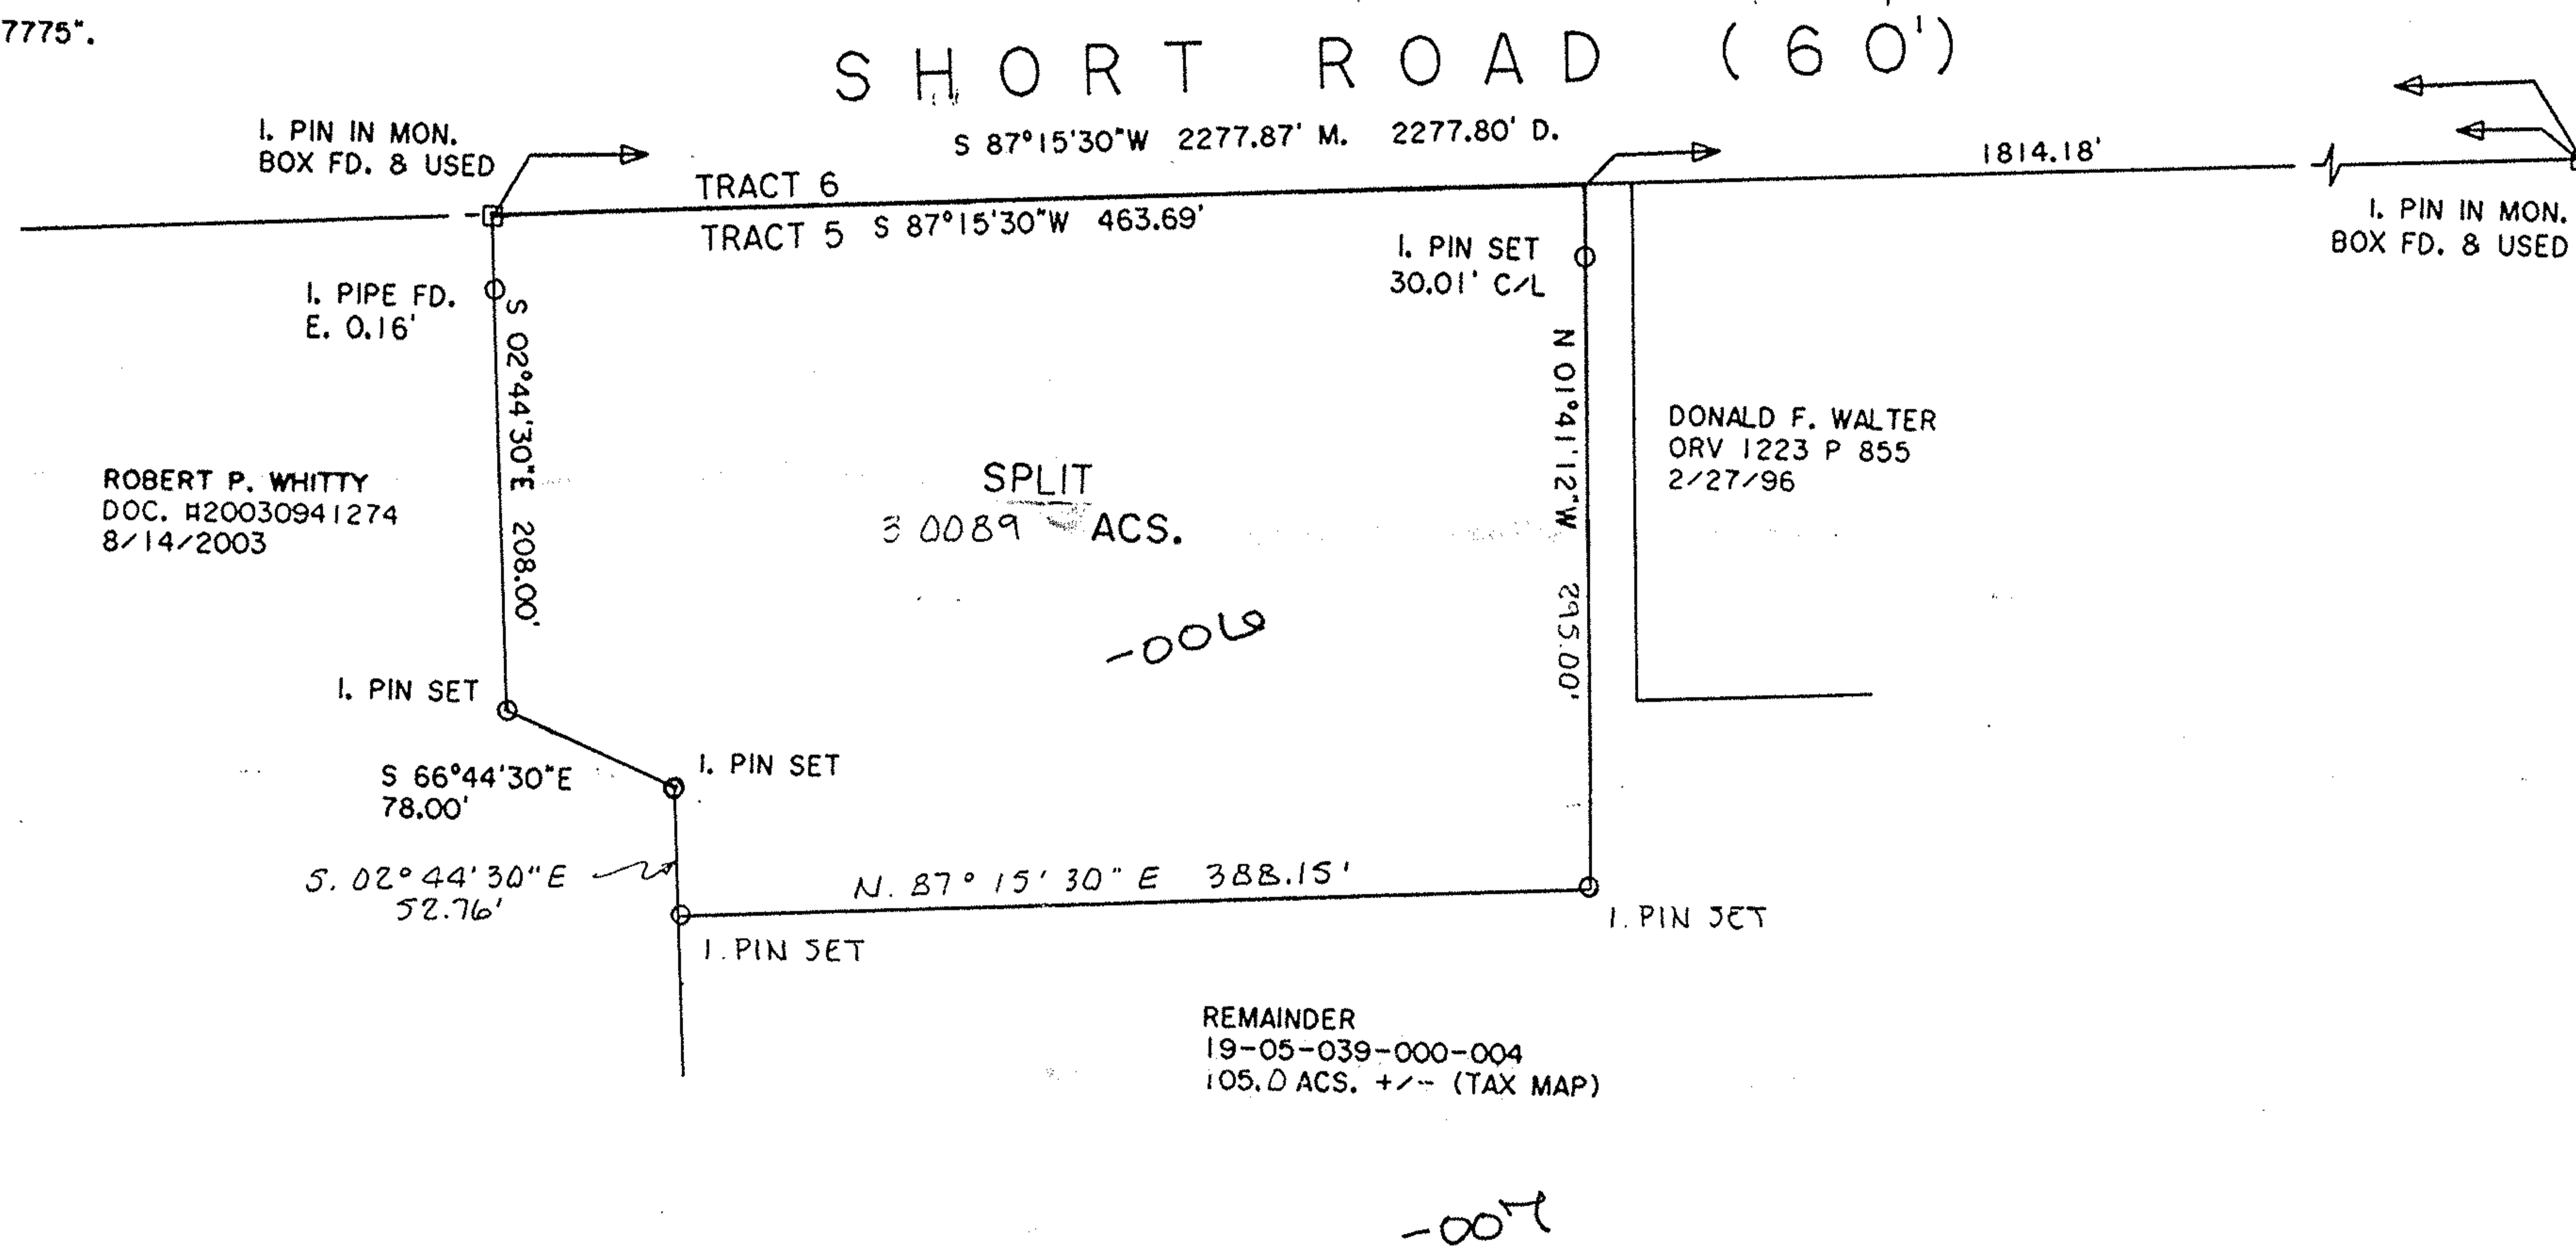 7775".
SHORT ROAD (60')
S 87°15'30"W 2277.87' M. 2277.80' D.
I. PIN IN MON.
BOX FD. & USED
1814.18'
TRACT 6
TRACT 5 S 87°15'30"W 463.69'
I. PIN IN MON.
BOX FD. & USED
I. PIN SET
30.01' C/L
I. PIPE FD.
E. 0.16'
S 02°44'30"E 208.00'
N 01°41'12"W 295.00'
DONALD F. WALTER
ORV 1223 P 855
2/27/96
ROBERT P. WHITTY
DOC. #20030941274
8/14/2003
SPLIT
3 0089 ACS.
-006
I. PIN SET
I. PIN SET
S 66°44'30"E
78.00'
S. 02°44'30"E
52.76'
N. 87°15'30"E 388.15'
I. PIN SET
I. PIN SET
REMAINDER
19-05-039-000-004
105.0 ACS. +/- (TAX MAP)
-007